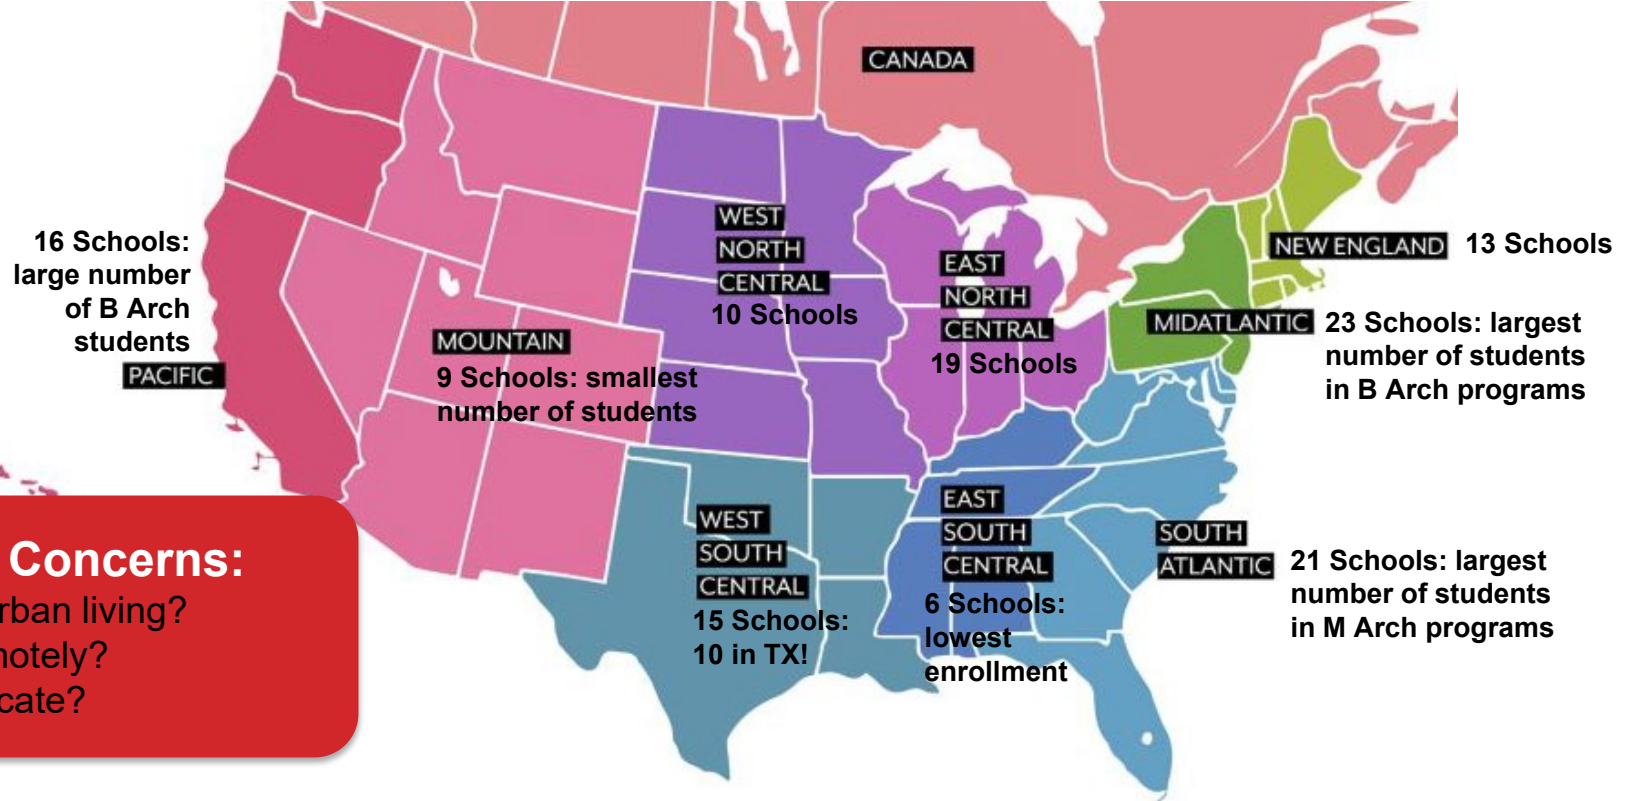 CANADA
16 Schools:
large number
of B Arch
students
PACIFIC
MOUNTAIN
9 Schools: smallest
number of students
WEST
NORTH
CENTRAL
10 Schools
EAST
NORTH
CENTRAL
19 Schools
NEW ENGLAND
13 Schools
MIDATLANTIC
23 Schools: largest
number of students
in B Arch programs
WEST
SOUTH
CENTRAL
15 Schools:
10 in TX!
EAST
SOUTH
CENTRAL
6 Schools:
lowest
enrollment
SOUTH
ATLANTIC
21 Schools: largest
number of students
in M Arch programs
Concerns:
living?